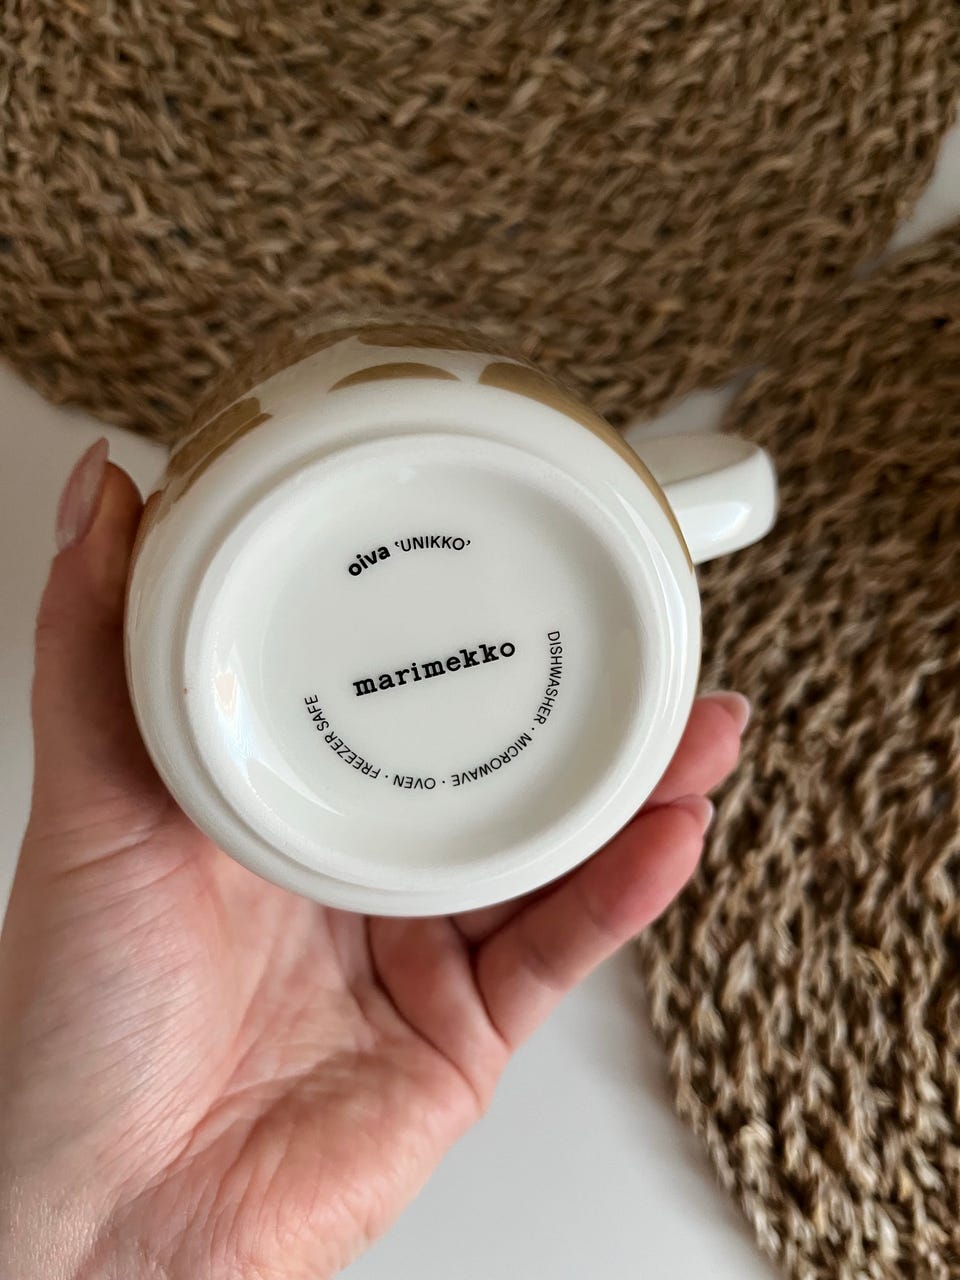 oiva ‘UNIKKO’
marimekko
DISHWASHER · MICROWAVE · OVEN · FREEZER SAFE